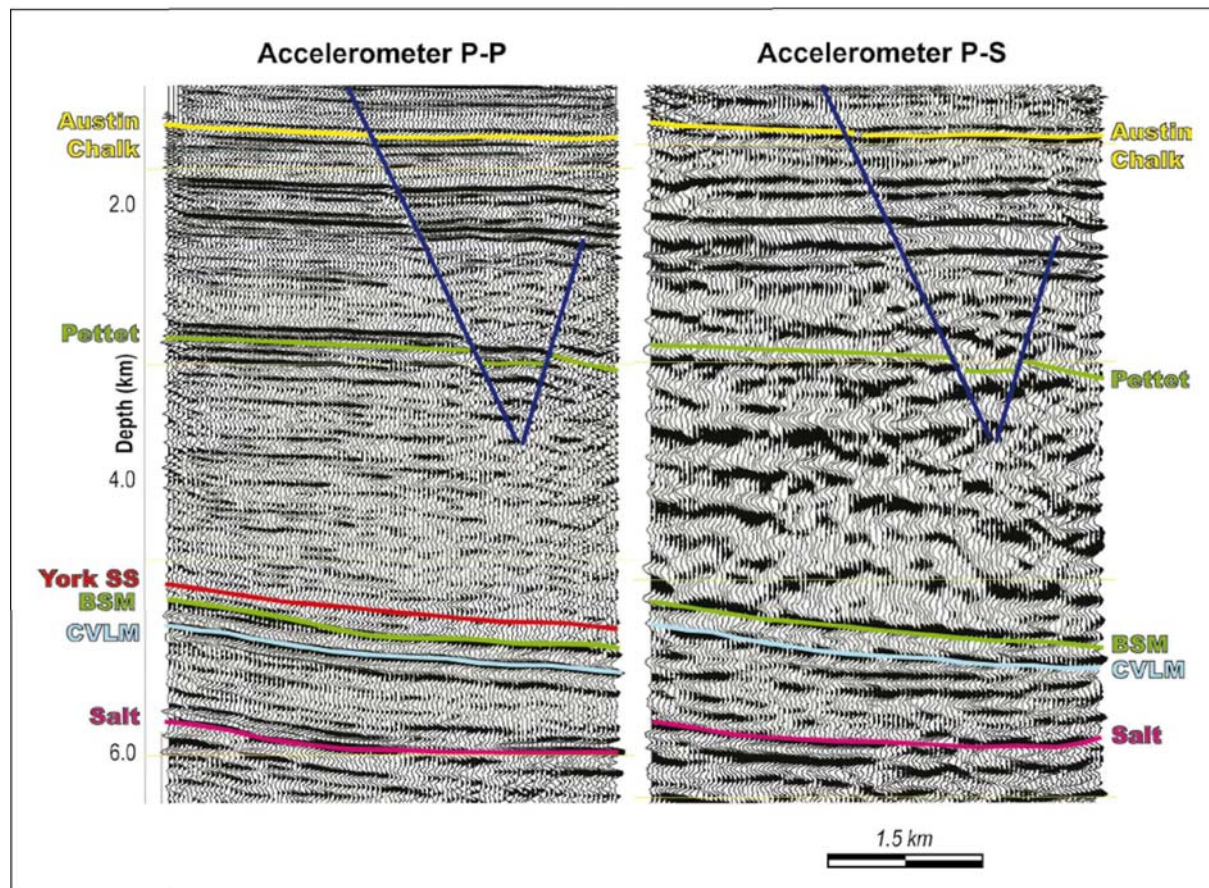 Accelerometer P-P
Accelerometer P-S
Austin
Chalk
2.0
Pettet
Depth (km)
4.0
York SS
BSM
CVLM
Salt
6.0
Austin
Chalk
Pettet
BSM
CVLM
Salt
1.5 km